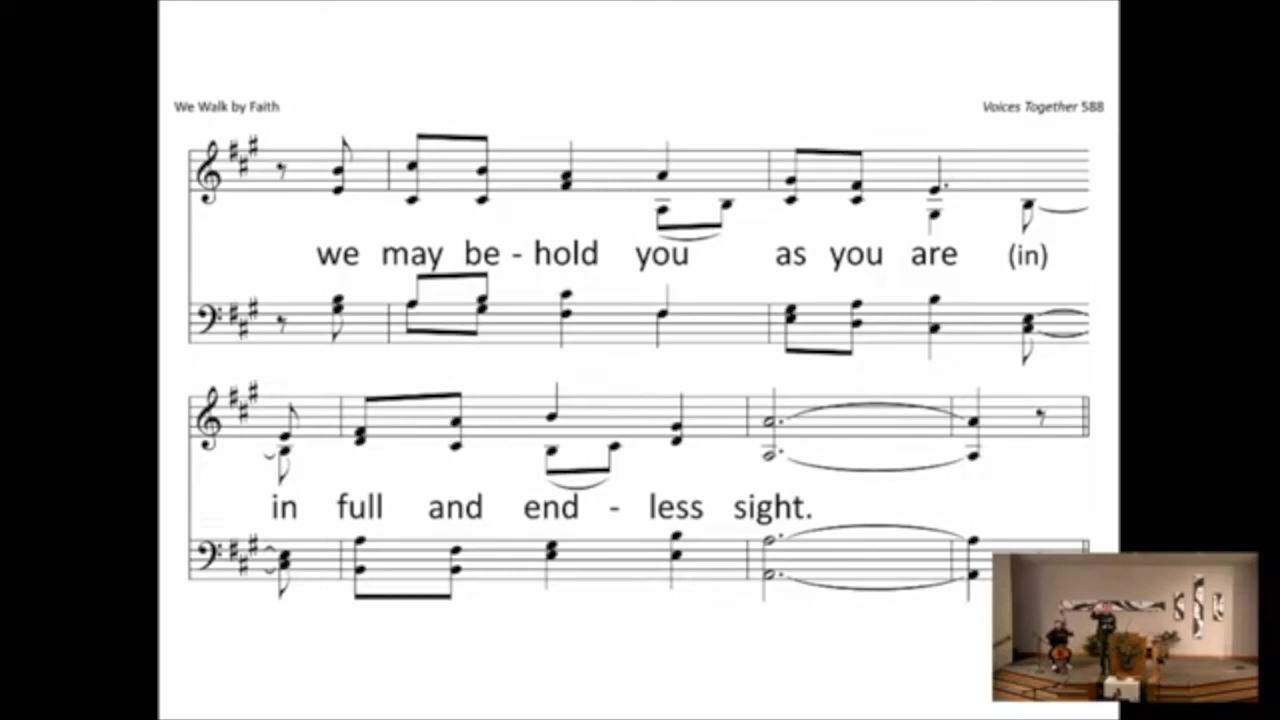 We Walk by Faith
Voices Together 588
we may be - hold you as you are (in)
in full and end - less sight.